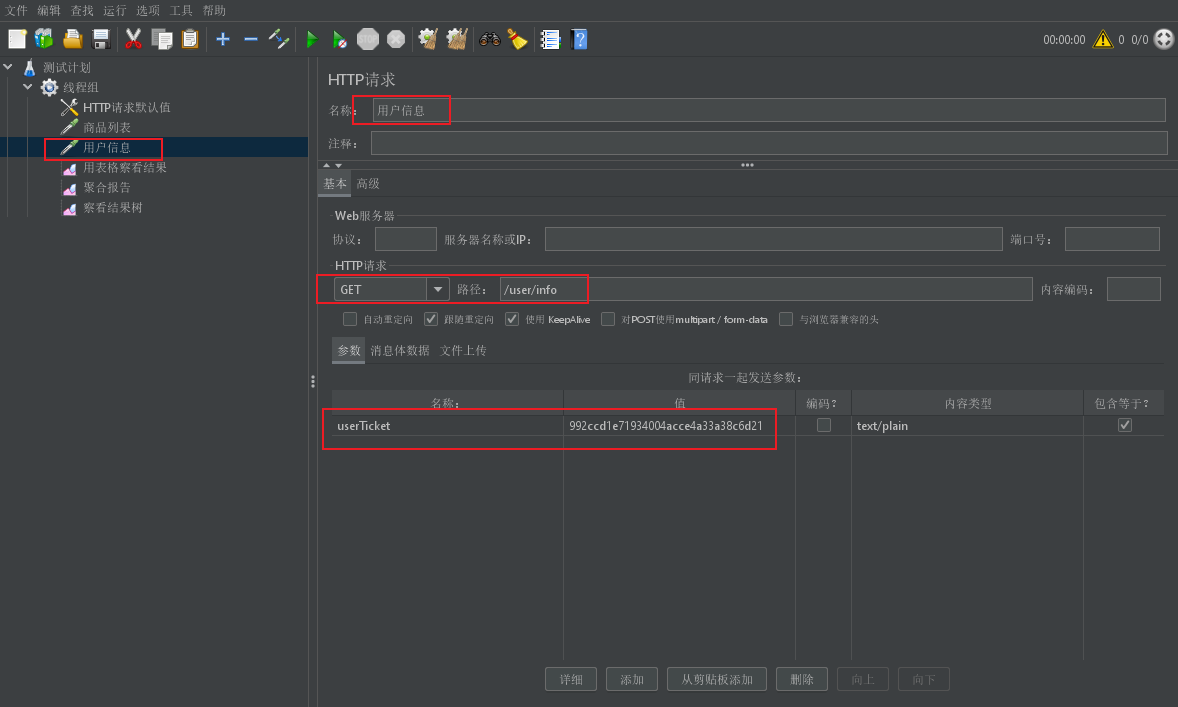 文件 编辑 查找 运行 选项 工具 帮助
STOP
00:00:00 0 0/0
测试计划
线程组
HTTP请求默认值
商品列表
用户信息
用表格察看结果
聚合报告
察看结果树
HTTP请求
名称： 用户信息
注释：
基本 高级
Web服务器
协议： 服务器名称或IP： 端口号：
HTTP请求
GET 路径： /user/info 内容编码：
自动重定向 跟随重定向 使用 KeepAlive 对POST使用multipart / form-data 与浏览器兼容的头
参数 消息体数据 文件上传
同请求一起发送参数：
名称： 值 编码? 内容类型 包含等于?
userTicket 992ccd1e71934004acce4a33a38c6d21 text/plain
详细 添加 从剪贴板添加 删除 向上 向下